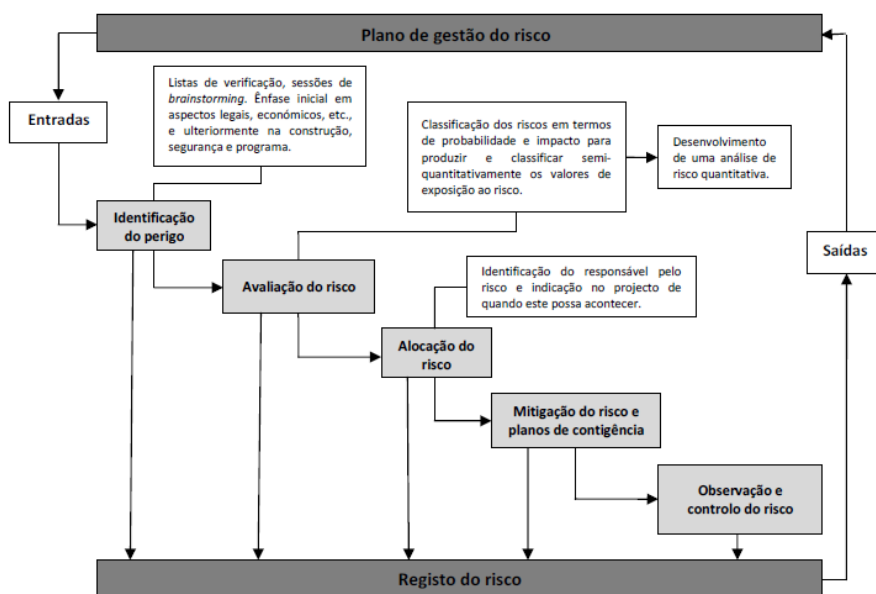 Plano de gestão do risco
Listas de verificação, sessões de
brainstorming. Ênfase inicial em
aspectos legais, económicos, etc.,
e ulteriormente na construção,
segurança e programa.
Entradas
Classificação dos riscos em termos
de probabilidade e impacto para
produzir e classificar semi-
quantitativamente os valores de
exposição ao risco.
Desenvolvimento
de uma análise de
risco quantitativa.
Identificação
do perigo
Avaliação do risco
Identificação do responsável pelo
risco e indicação no projecto de
quando este possa acontecer.
Saídas
Alocação do
risco
Mitigação do risco e
planos de contigência
Observação e
controlo do risco
Registo do risco